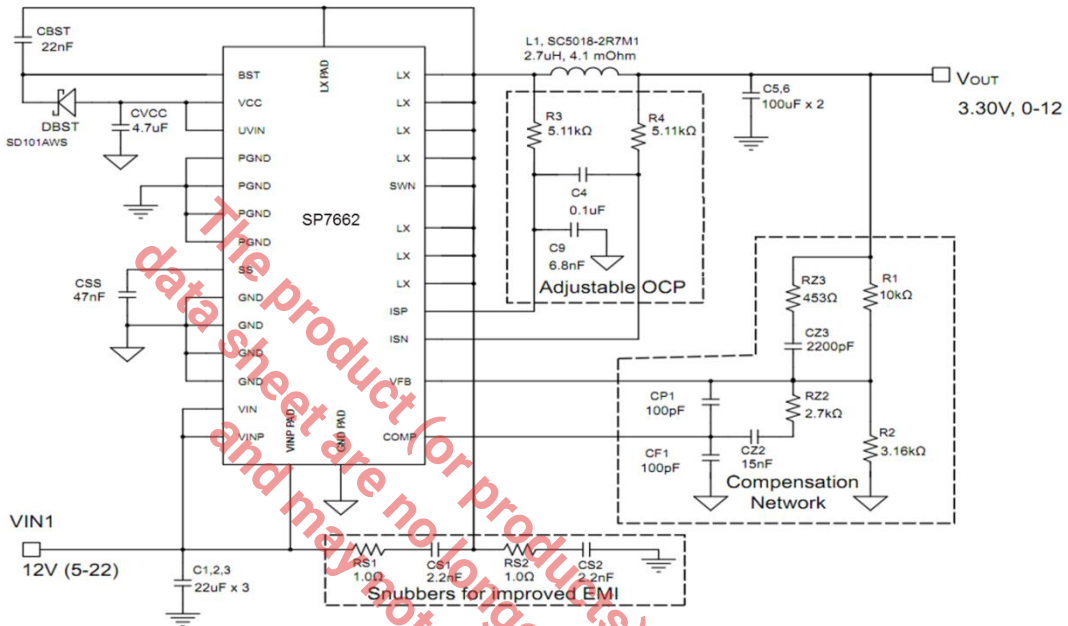 CBST
22nF
BST
VCC
UVIN
PGND
PGND
PGND
PGND
SS
GND
GND
GND
GND
VIN
VINP
LX PAD
SP7662
VINP PAD
GND PAD
LX
LX
LX
LX
SWN
LX
LX
LX
ISP
ISN
VFB
COMP
DBST
SD101AWS
CVCC
4.7uF
CSS
47nF
L1, SC5018-2R7M1
2.7uH, 4.1 mOhm
R3
5.11kΩ
R4
5.11kΩ
C4
0.1uF
C9
6.8nF
Adjustable OCP
C5,6
100uF x 2
VOUT
3.30V, 0-12
RZ3
453Ω
R1
10kΩ
CZ3
2200pF
CP1
100pF
RZ2
2.7kΩ
CF1
100pF
CZ2
15nF
R2
3.16kΩ
Compensation
Network
VIN1
12V (5-22)
C1,2,3
22uF x 3
RS1
1.0Ω
CS1
2.2nF
RS2
1.0Ω
CS2
2.2nF
Snubbers for improved EMI
The product (or products)
data sheet are no longe
and may not